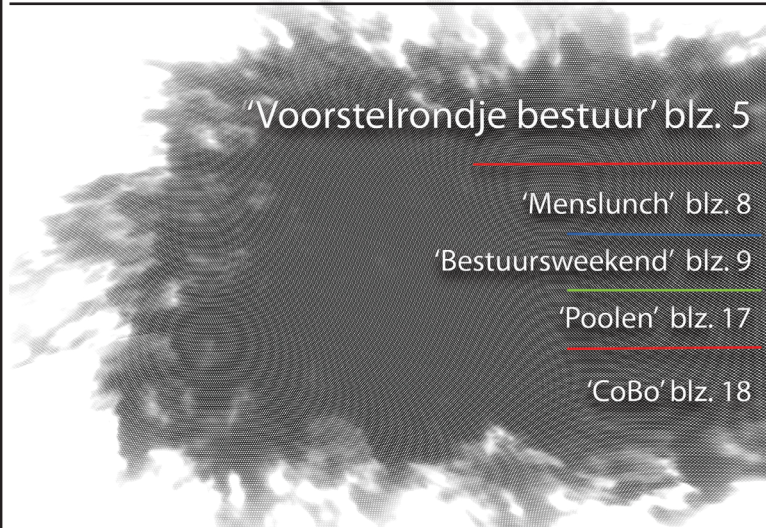 ‘Voorstelrondje bestuur’ blz. 5
‘Menslunch’ blz. 8
‘Bestuursweekend’ blz. 9
‘Poolen’ blz. 17
‘CoBo’ blz. 18